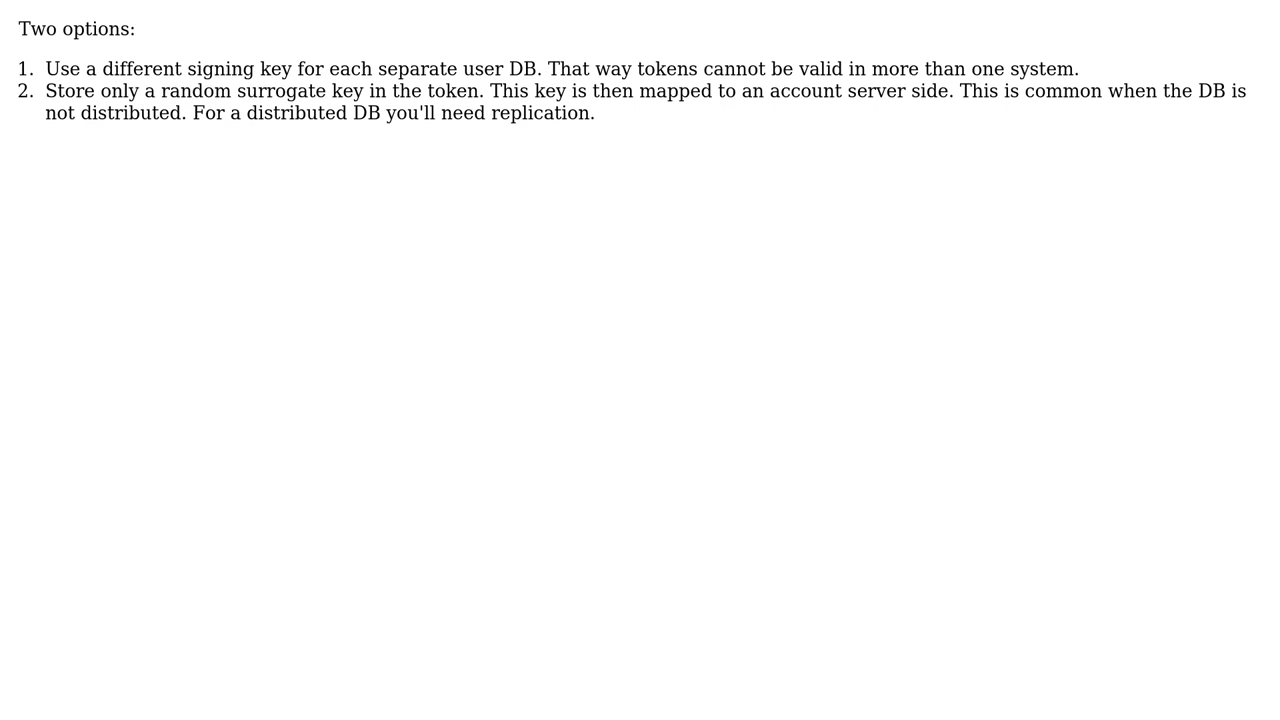 Two options:
1. Use a different signing key for each separate user DB. That way tokens cannot be valid in more than one system.
2. Store only a random surrogate key in the token. This key is then mapped to an account server side. This is common when the DB is
not distributed. For a distributed DB you'll need replication.